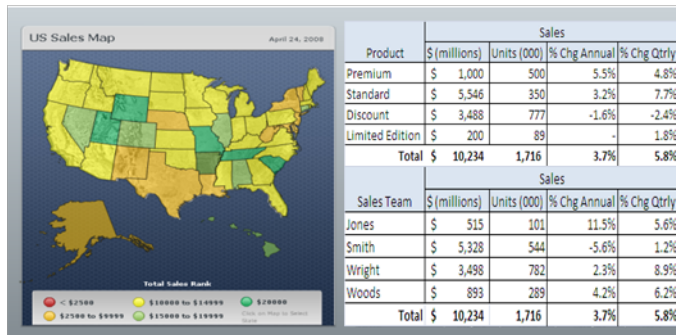 US Sales Map April 24, 2008
Total Sales Rank
< $2500 $10000 to $14999 $20000
$2500 to $9999 $15000 to $19999 Click on Map to Select State
Sales
Product $ (millions) Units (000) % Chg Annual % Chg Qtrly
Premium $ 1,000 500 5.5% 4.8%
Standard $ 5,546 350 3.2% 7.7%
Discount $ 3,488 777 -1.6% -2.4%
Limited Edition $ 200 89 - 1.8%
Total $ 10,234 1,716 3.7% 5.8%
Sales
Sales Team $ (millions) Units (000) % Chg Annual % Chg Qtrly
Jones $ 515 101 11.5% 5.6%
Smith $ 5,328 544 -5.6% 1.2%
Wright $ 3,498 782 2.3% 8.9%
Woods $ 893 289 4.2% 6.2%
Total $ 10,234 1,716 3.7% 5.8%